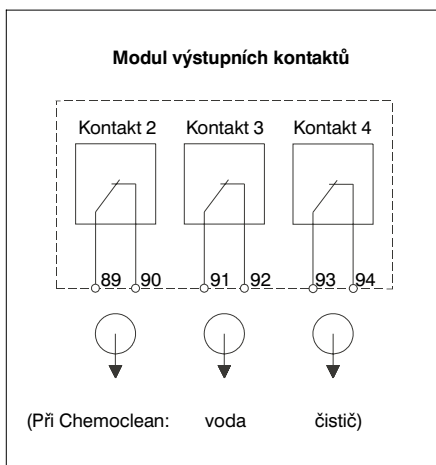 Modul výstupních kontaktů
Kontakt 2 Kontakt 3 Kontakt 4
89 90 91 92 93 94
(Při Chemoclean: voda čistič)